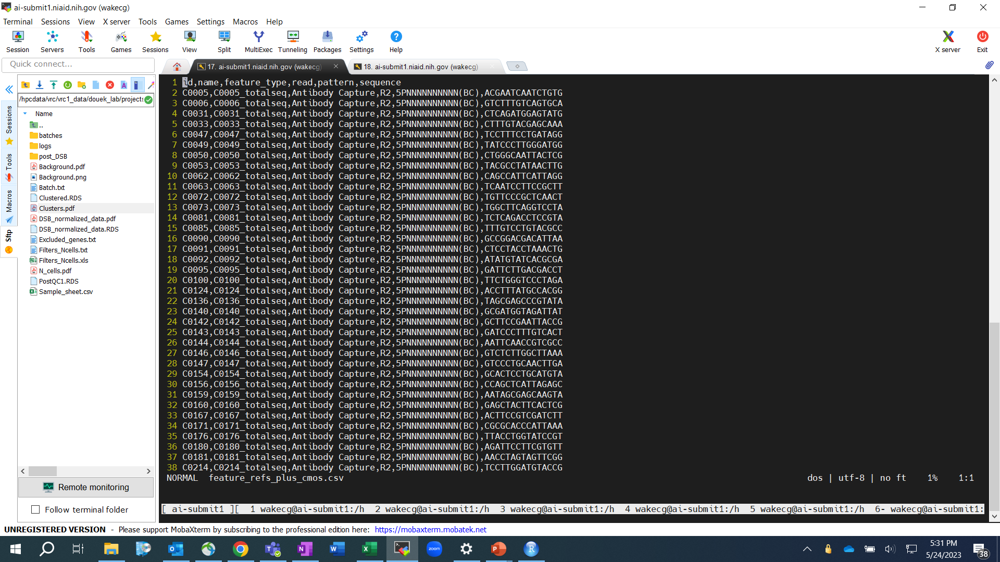 ai-submit1.niaid.nih.gov (wakecg)
Terminal Sessions View X server Tools Games Settings Macros Help
Session Servers Tools Games Sessions View Split MultiExec Tunneling Packages Settings Help X server Exit
Quick connect...
17. ai-submit1.niaid.nih.gov (wakecg)
18. ai-submit1.niaid.nih.gov (wakecg)
/hpcdata/vrc/vrc1_data/douek_lab/projects
Sessions
Tools
Macros
Sftp
Name
..
batches
logs
post_DSB
Background.pdf
Background.png
Batch.txt
Clustered.RDS
Clusters.pdf
DSB_normalized_data.pdf
DSB_normalized_data.RDS
Excluded_genes.txt
Filters_Ncells.txt
Filters_Ncells.xls
N_cells.pdf
PostQC1.RDS
Sample_sheet.csv
Remote monitoring
Follow terminal folder
1 id,name,feature_type,read,pattern,sequence
2 C0005,C0005_totalseq,Antibody Capture,R2,5PNNNNNNNNNN(BC),ACGAATCAATCTGTG
3 C0006,C0006_totalseq,Antibody Capture,R2,5PNNNNNNNNNN(BC),GTCTTTGTCAGTGCA
4 C0031,C0031_totalseq,Antibody Capture,R2,5PNNNNNNNNNN(BC),CTCAGATGGAGTATG
5 C0033,C0033_totalseq,Antibody Capture,R2,5PNNNNNNNNNN(BC),CTTTGTACGAGCAAA
6 C0047,C0047_totalseq,Antibody Capture,R2,5PNNNNNNNNNN(BC),TCCTTTCCTGATAGG
7 C0049,C0049_totalseq,Antibody Capture,R2,5PNNNNNNNNNN(BC),TATCCCTTGGGATGG
8 C0050,C0050_totalseq,Antibody Capture,R2,5PNNNNNNNNNN(BC),CTGGGCAATTACTCG
9 C0053,C0053_totalseq,Antibody Capture,R2,5PNNNNNNNNNN(BC),TACGCCTATAACTTG
10 C0062,C0062_totalseq,Antibody Capture,R2,5PNNNNNNNNNN(BC),CAGCCATTCATTAGG
11 C0063,C0063_totalseq,Antibody Capture,R2,5PNNNNNNNNNN(BC),TCAATCCTTCCGCTT
12 C0072,C0072_totalseq,Antibody Capture,R2,5PNNNNNNNNNN(BC),TGTTCCCGCTCAACT
13 C0073,C0073_totalseq,Antibody Capture,R2,5PNNNNNNNNNN(BC),TGGCTTCAGGTCCTA
14 C0081,C0081_totalseq,Antibody Capture,R2,5PNNNNNNNNNN(BC),TCTCAGACCTCCGTA
15 C0085,C0085_totalseq,Antibody Capture,R2,5PNNNNNNNNNN(BC),TTTGTCCTGTACGCC
16 C0090,C0090_totalseq,Antibody Capture,R2,5PNNNNNNNNNN(BC),GCCGGACGACATTAA
17 C0091,C0091_totalseq,Antibody Capture,R2,5PNNNNNNNNNN(BC),CTCCTACCTAAACTG
18 C0092,C0092_totalseq,Antibody Capture,R2,5PNNNNNNNNNN(BC),ATATGTATCACGCGA
19 C0095,C0095_totalseq,Antibody Capture,R2,5PNNNNNNNNNN(BC),GATTCTTGACGACCT
20 C0100,C0100_totalseq,Antibody Capture,R2,5PNNNNNNNNNN(BC),TTCTGGGTCCCTAGA
21 C0124,C0124_totalseq,Antibody Capture,R2,5PNNNNNNNNNN(BC),ACCTTTATGCCACGG
22 C0136,C0136_totalseq,Antibody Capture,R2,5PNNNNNNNNNN(BC),TAGCGAGCCCGTATA
23 C0140,C0140_totalseq,Antibody Capture,R2,5PNNNNNNNNNN(BC),GCGATGGTAGATTAT
24 C0142,C0142_totalseq,Antibody Capture,R2,5PNNNNNNNNNN(BC),GCTTCCGAATTACCG
25 C0143,C0143_totalseq,Antibody Capture,R2,5PNNNNNNNNNN(BC),GATCCCTTTGTCACT
26 C0144,C0144_totalseq,Antibody Capture,R2,5PNNNNNNNNNN(BC),AATTCAACCGTCGCC
27 C0146,C0146_totalseq,Antibody Capture,R2,5PNNNNNNNNNN(BC),GTCTCTTGGCTTAAA
28 C0147,C0147_totalseq,Antibody Capture,R2,5PNNNNNNNNNN(BC),GTCCCTGCAACTTGA
29 C0154,C0154_totalseq,Antibody Capture,R2,5PNNNNNNNNNN(BC),GCACTCCTGCATGTA
30 C0156,C0156_totalseq,Antibody Capture,R2,5PNNNNNNNNNN(BC),CCAGCTCATTAGAGC
31 C0159,C0159_totalseq,Antibody Capture,R2,5PNNNNNNNNNN(BC),AATAGCGAGCAAGTA
32 C0160,C0160_totalseq,Antibody Capture,R2,5PNNNNNNNNNN(BC),GAGCTACTTCACTCG
33 C0167,C0167_totalseq,Antibody Capture,R2,5PNNNNNNNNNN(BC),ACTTCCGTCGATCTT
34 C0171,C0171_totalseq,Antibody Capture,R2,5PNNNNNNNNNN(BC),CGCGCACCCATTAAA
35 C0176,C0176_totalseq,Antibody Capture,R2,5PNNNNNNNNNN(BC),TTACCTGGTATCCGT
36 C0180,C0180_totalseq,Antibody Capture,R2,5PNNNNNNNNNN(BC),AGATTCCTTCGTGTT
37 C0181,C0181_totalseq,Antibody Capture,R2,5PNNNNNNNNNN(BC),AACCTAGTAGTTCGG
38 C0214,C0214_totalseq,Antibody Capture,R2,5PNNNNNNNNNN(BC),TCCTTGGATGTACCG
NORMAL feature_refs_plus_cmos.csv dos | utf-8 | no ft 1% 1:1
[ ai-submit1 ][ 1 wakecg@ai-submit1:/h 2 wakecg@ai-submit1:/h 3 wakecg@ai-submit1:/h 4 wakecg@ai-submit1:/h 5 wakecg@ai-submit1:/h 6- wakecg@ai-submit1:
UNREGISTERED VERSION - Please support MobaXterm by subscribing to the professional edition here: https://mobaxterm.mobatek.net
zoom
5:31 PM
5/24/2023
38